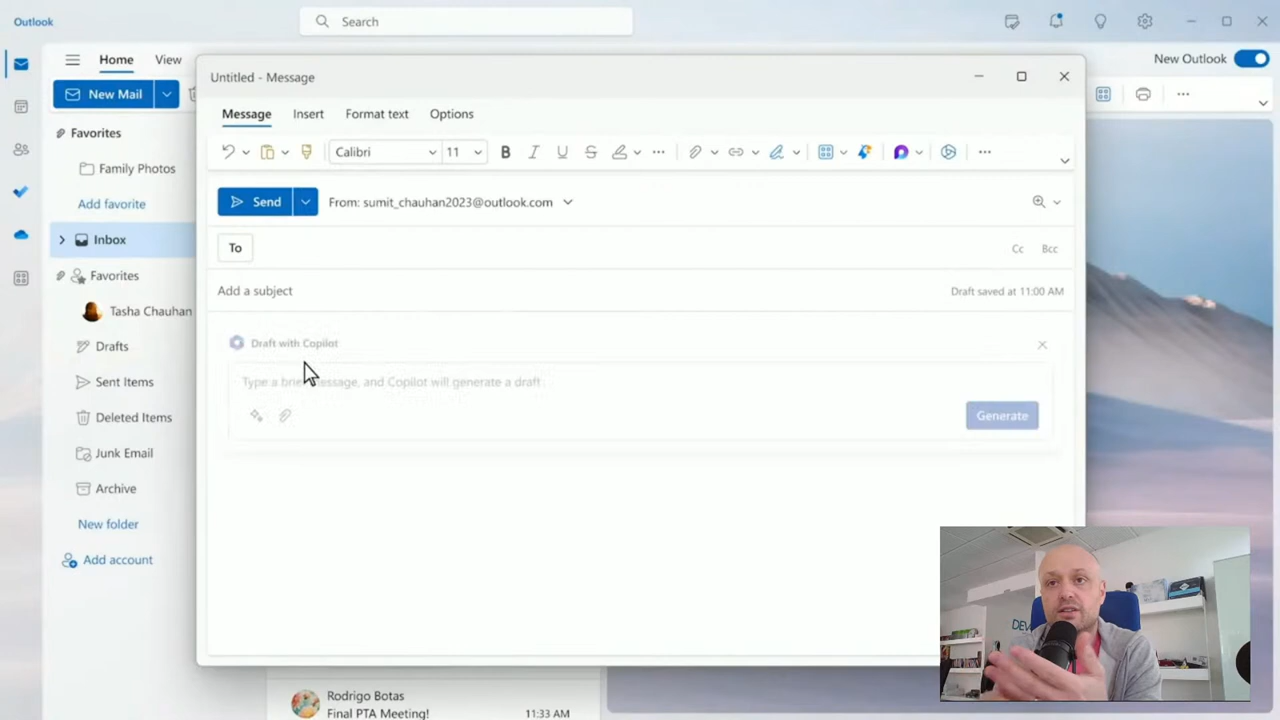 Outlook
Search
Home View
New Outlook
New Mail
Favorites
Family Photos
Add favorite
Inbox
Favorites
Tasha Chauhan
Drafts
Sent Items
Deleted Items
Junk Email
Archive
New folder
Add account
Untitled - Message
Message Insert Format text Options
Calibri 11
Send From: sumit_chauhan2023@outlook.com
To Cc Bcc
Add a subject Draft saved at 11:00 AM
Draft with Copilot
Type a brief message, and Copilot will generate a draft
Generate
Rodrigo Botas
Final PTA Meeting! 11:33 AM
DEV